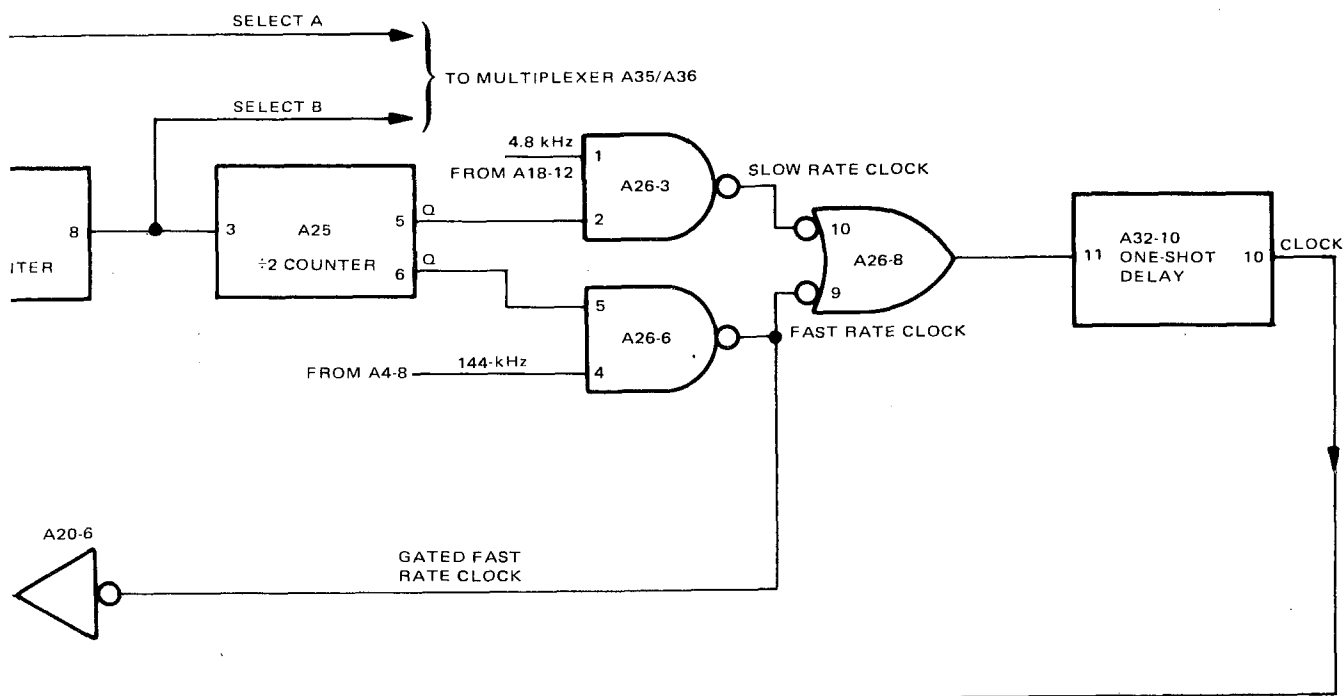 SELECT A
TO MULTIPLEXER A35/A36
SELECT B
4.8 kHz
FROM A18-12
1
2
A26-3
SLOW RATE CLOCK
8
NTER
3
A25
÷2 COUNTER
5
6
Q
Q
10
9
A26-8
FAST RATE CLOCK
11
A32-10
ONE-SHOT
DELAY
10
CLOCK
5
4
A26-6
FROM A4-8
144-kHz
A20-6
GATED FAST
RATE CLOCK